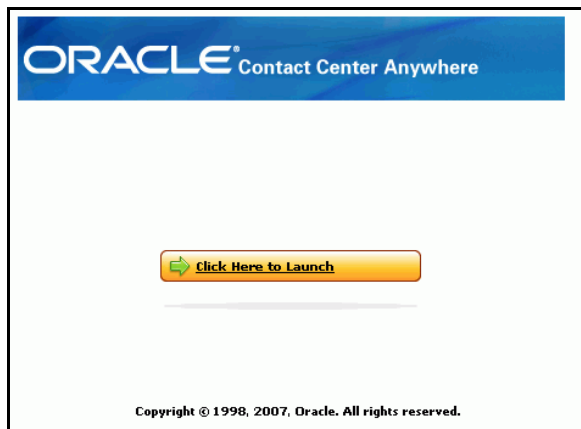 ORACLE® Contact Center Anywhere
Click Here to Launch
Copyright © 1998, 2007, Oracle. All rights reserved.